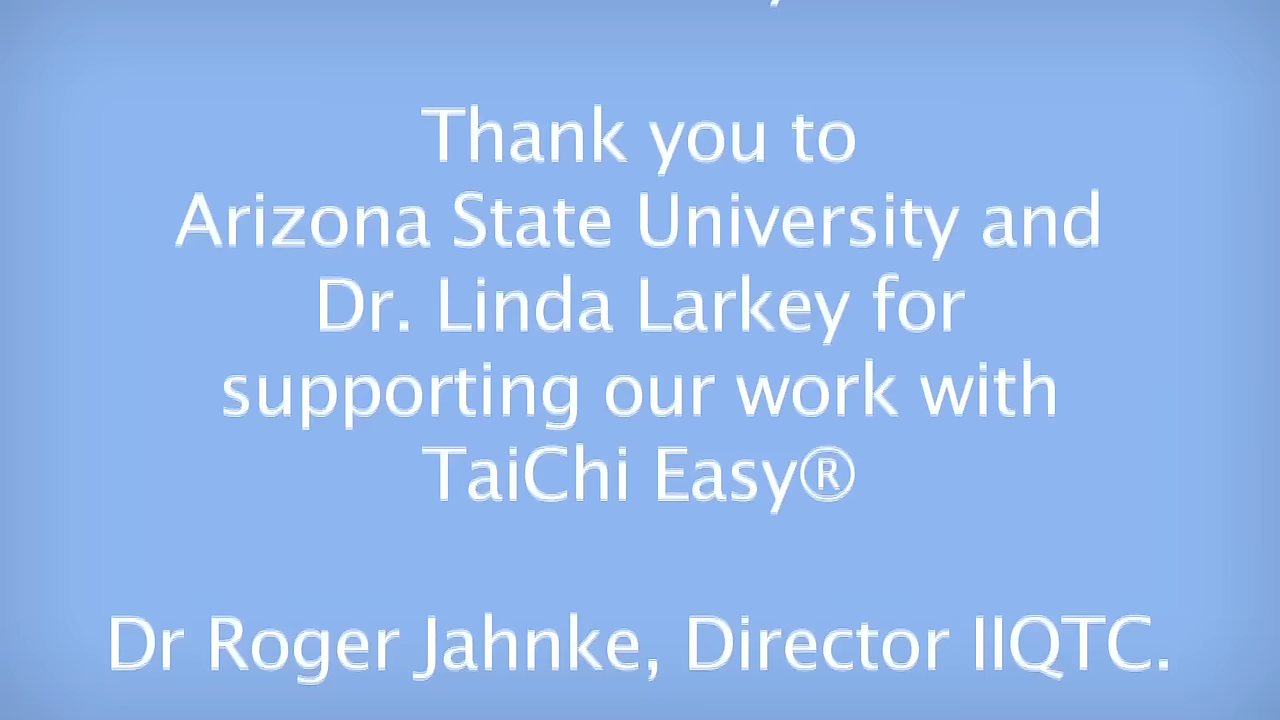 Thank you to
Arizona State University and
Dr. Linda Larkey for
supporting our work with
TaiChi Easy®
Dr Roger Jahnke, Director IIQTC.